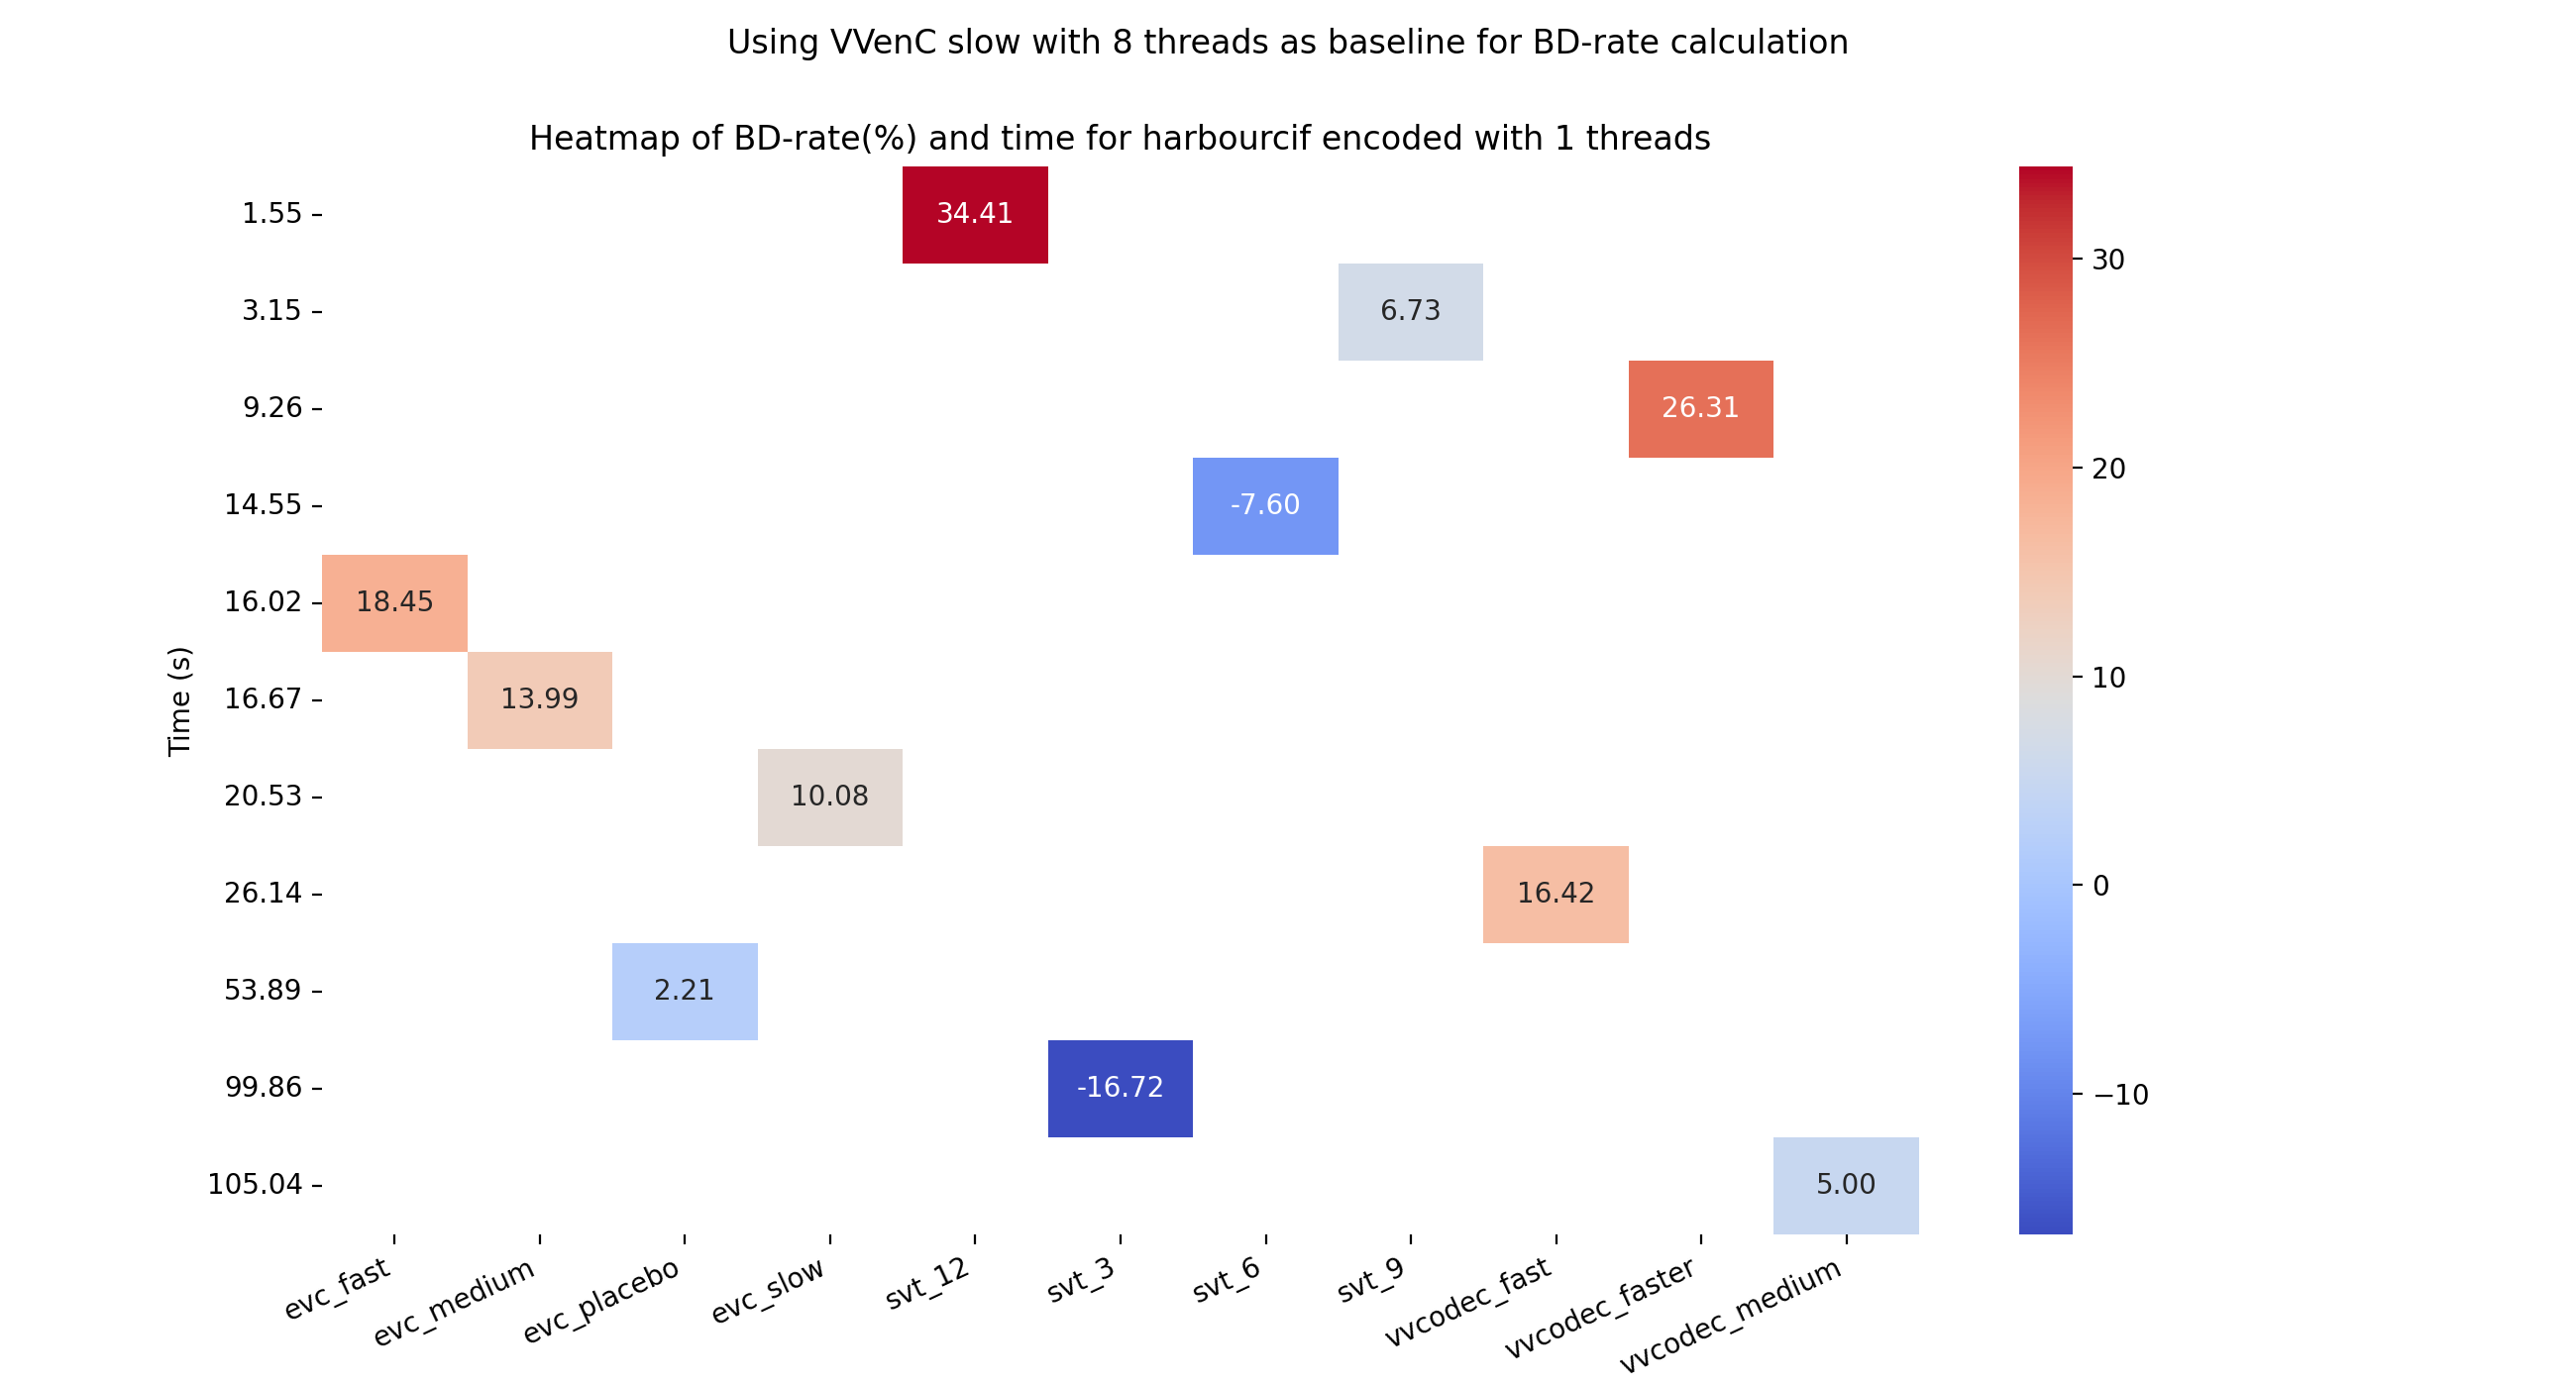 Using VVenC slow with 8 threads as baseline for BD-rate calculation
Heatmap of BD-rate(%) and time for harbourcif encoded with 1 threads
Time (s)
1.55
3.15
9.26
14.55
16.02
16.67
20.53
26.14
53.89
99.86
105.04
34.41
6.73
26.31
-7.60
18.45
13.99
10.08
16.42
2.21
-16.72
5.00
evc_fast
evc_medium
evc_placebo
evc_slow
svt_12
svt_3
svt_6
svt_9
vvcodec_fast
vvcodec_faster
vvcodec_medium
30
20
10
0
−10